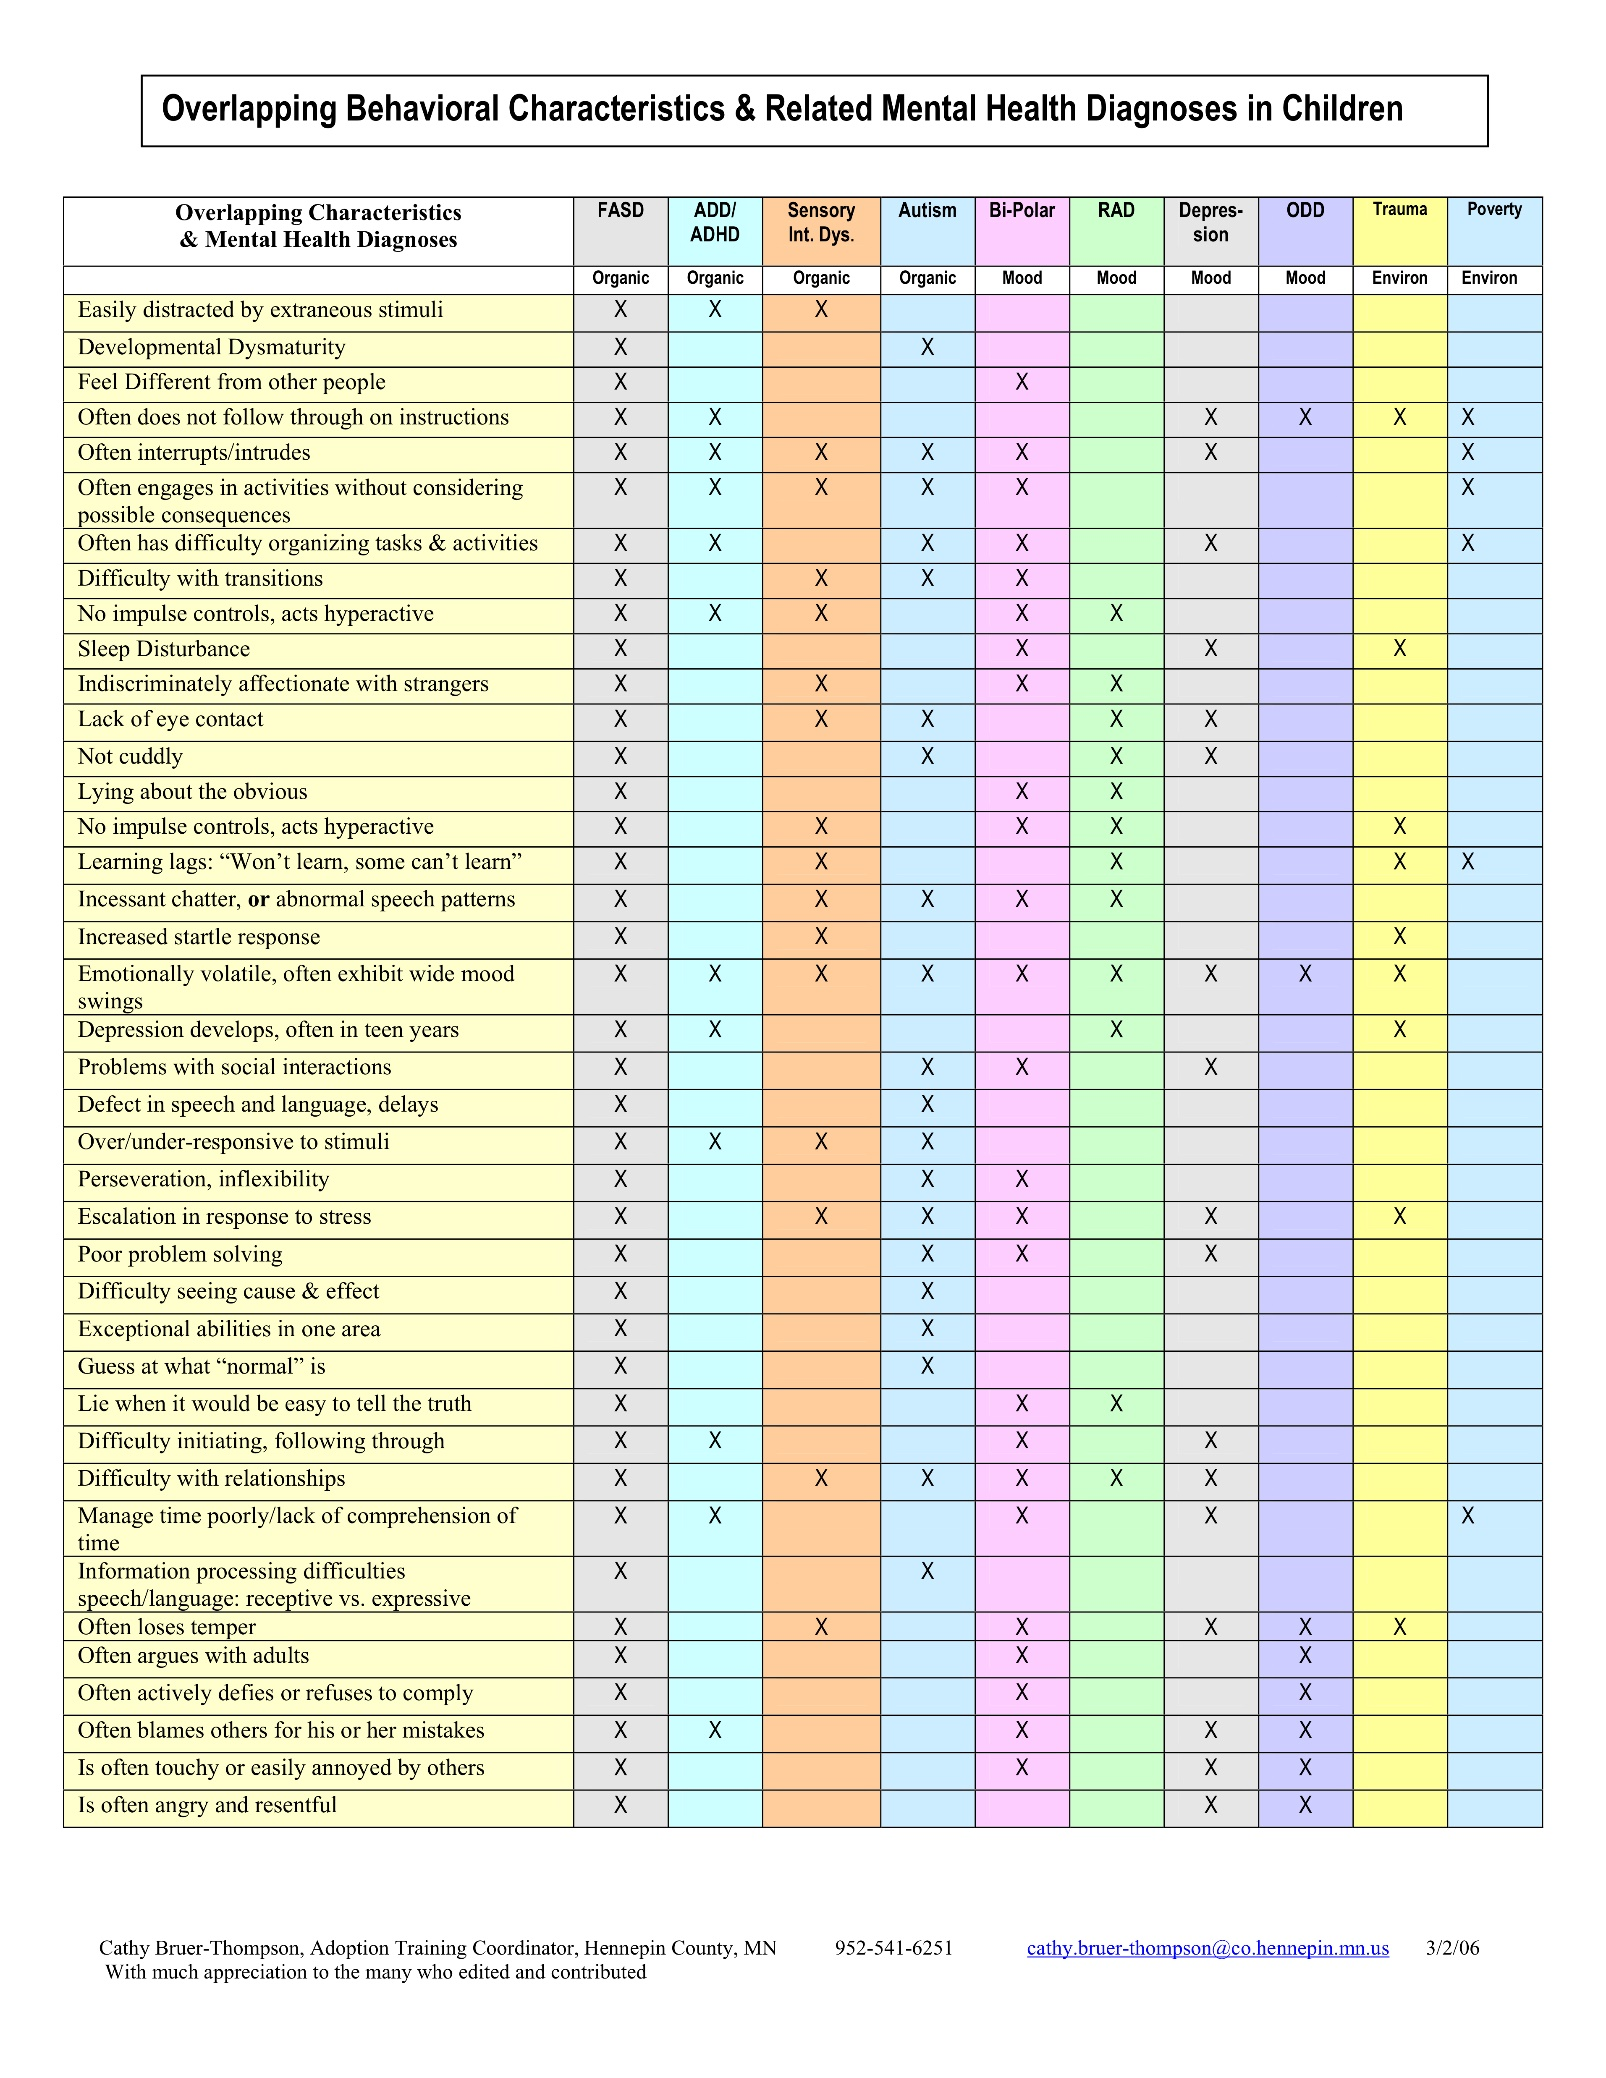 Overlapping Behavioral Characteristics & Related Mental Health Diagnoses in Children
Overlapping Characteristics & Mental Health Diagnoses FASD ADD/ ADHD Sensory Int. Dys. Autism Bi-Polar RAD Depres- sion ODD Trauma Poverty
Organic Organic Organic Organic Mood Mood Mood Mood Environ Environ
Easily distracted by extraneous stimuli X X X
Developmental Dysmaturity X X
Feel Different from other people X X
Often does not follow through on instructions X X X X X X
Often interrupts/intrudes X X X X X X X
Often engages in activities without considering X X X X X X
possible consequences
Often has difficulty organizing tasks & activities X X X X X X
Difficulty with transitions X X X X
No impulse controls, acts hyperactive X X X X X
Sleep Disturbance X X X X
Indiscriminately affectionate with strangers X X X X
Lack of eye contact X X X X X
Not cuddly X X X X
Lying about the obvious X X X
No impulse controls, acts hyperactive X X X X X
Learning lags: “Won’t learn, some can’t learn” X X X X X
Incessant chatter, or abnormal speech patterns X X X X X
Increased startle response X X X
Emotionally volatile, often exhibit wide mood X X X X X X X X X
swings
Depression develops, often in teen years X X X X
Problems with social interactions X X X X
Defect in speech and language, delays X X
Over/under-responsive to stimuli X X X X
Perseveration, inflexibility X X X
Escalation in response to stress X X X X X X
Poor problem solving X X X X
Difficulty seeing cause & effect X X
Exceptional abilities in one area X X
Guess at what “normal” is X X
Lie when it would be easy to tell the truth X X X
Difficulty initiating, following through X X X X
Difficulty with relationships X X X X X X
Manage time poorly/lack of comprehension of X X X X X
time
Information processing difficulties X X
speech/language: receptive vs. expressive
Often loses temper X X X X X X
Often argues with adults X X X
Often actively defies or refuses to comply X X X
Often blames others for his or her mistakes X X X X X
Is often touchy or easily annoyed by others X X X X
Is often angry and resentful X X X
Cathy Bruer-Thompson, Adoption Training Coordinator, Hennepin County, MN 952-541-6251 cathy.bruer-thompson@co.hennepin.mn.us 3/2/06
With much appreciation to the many who edited and contributed